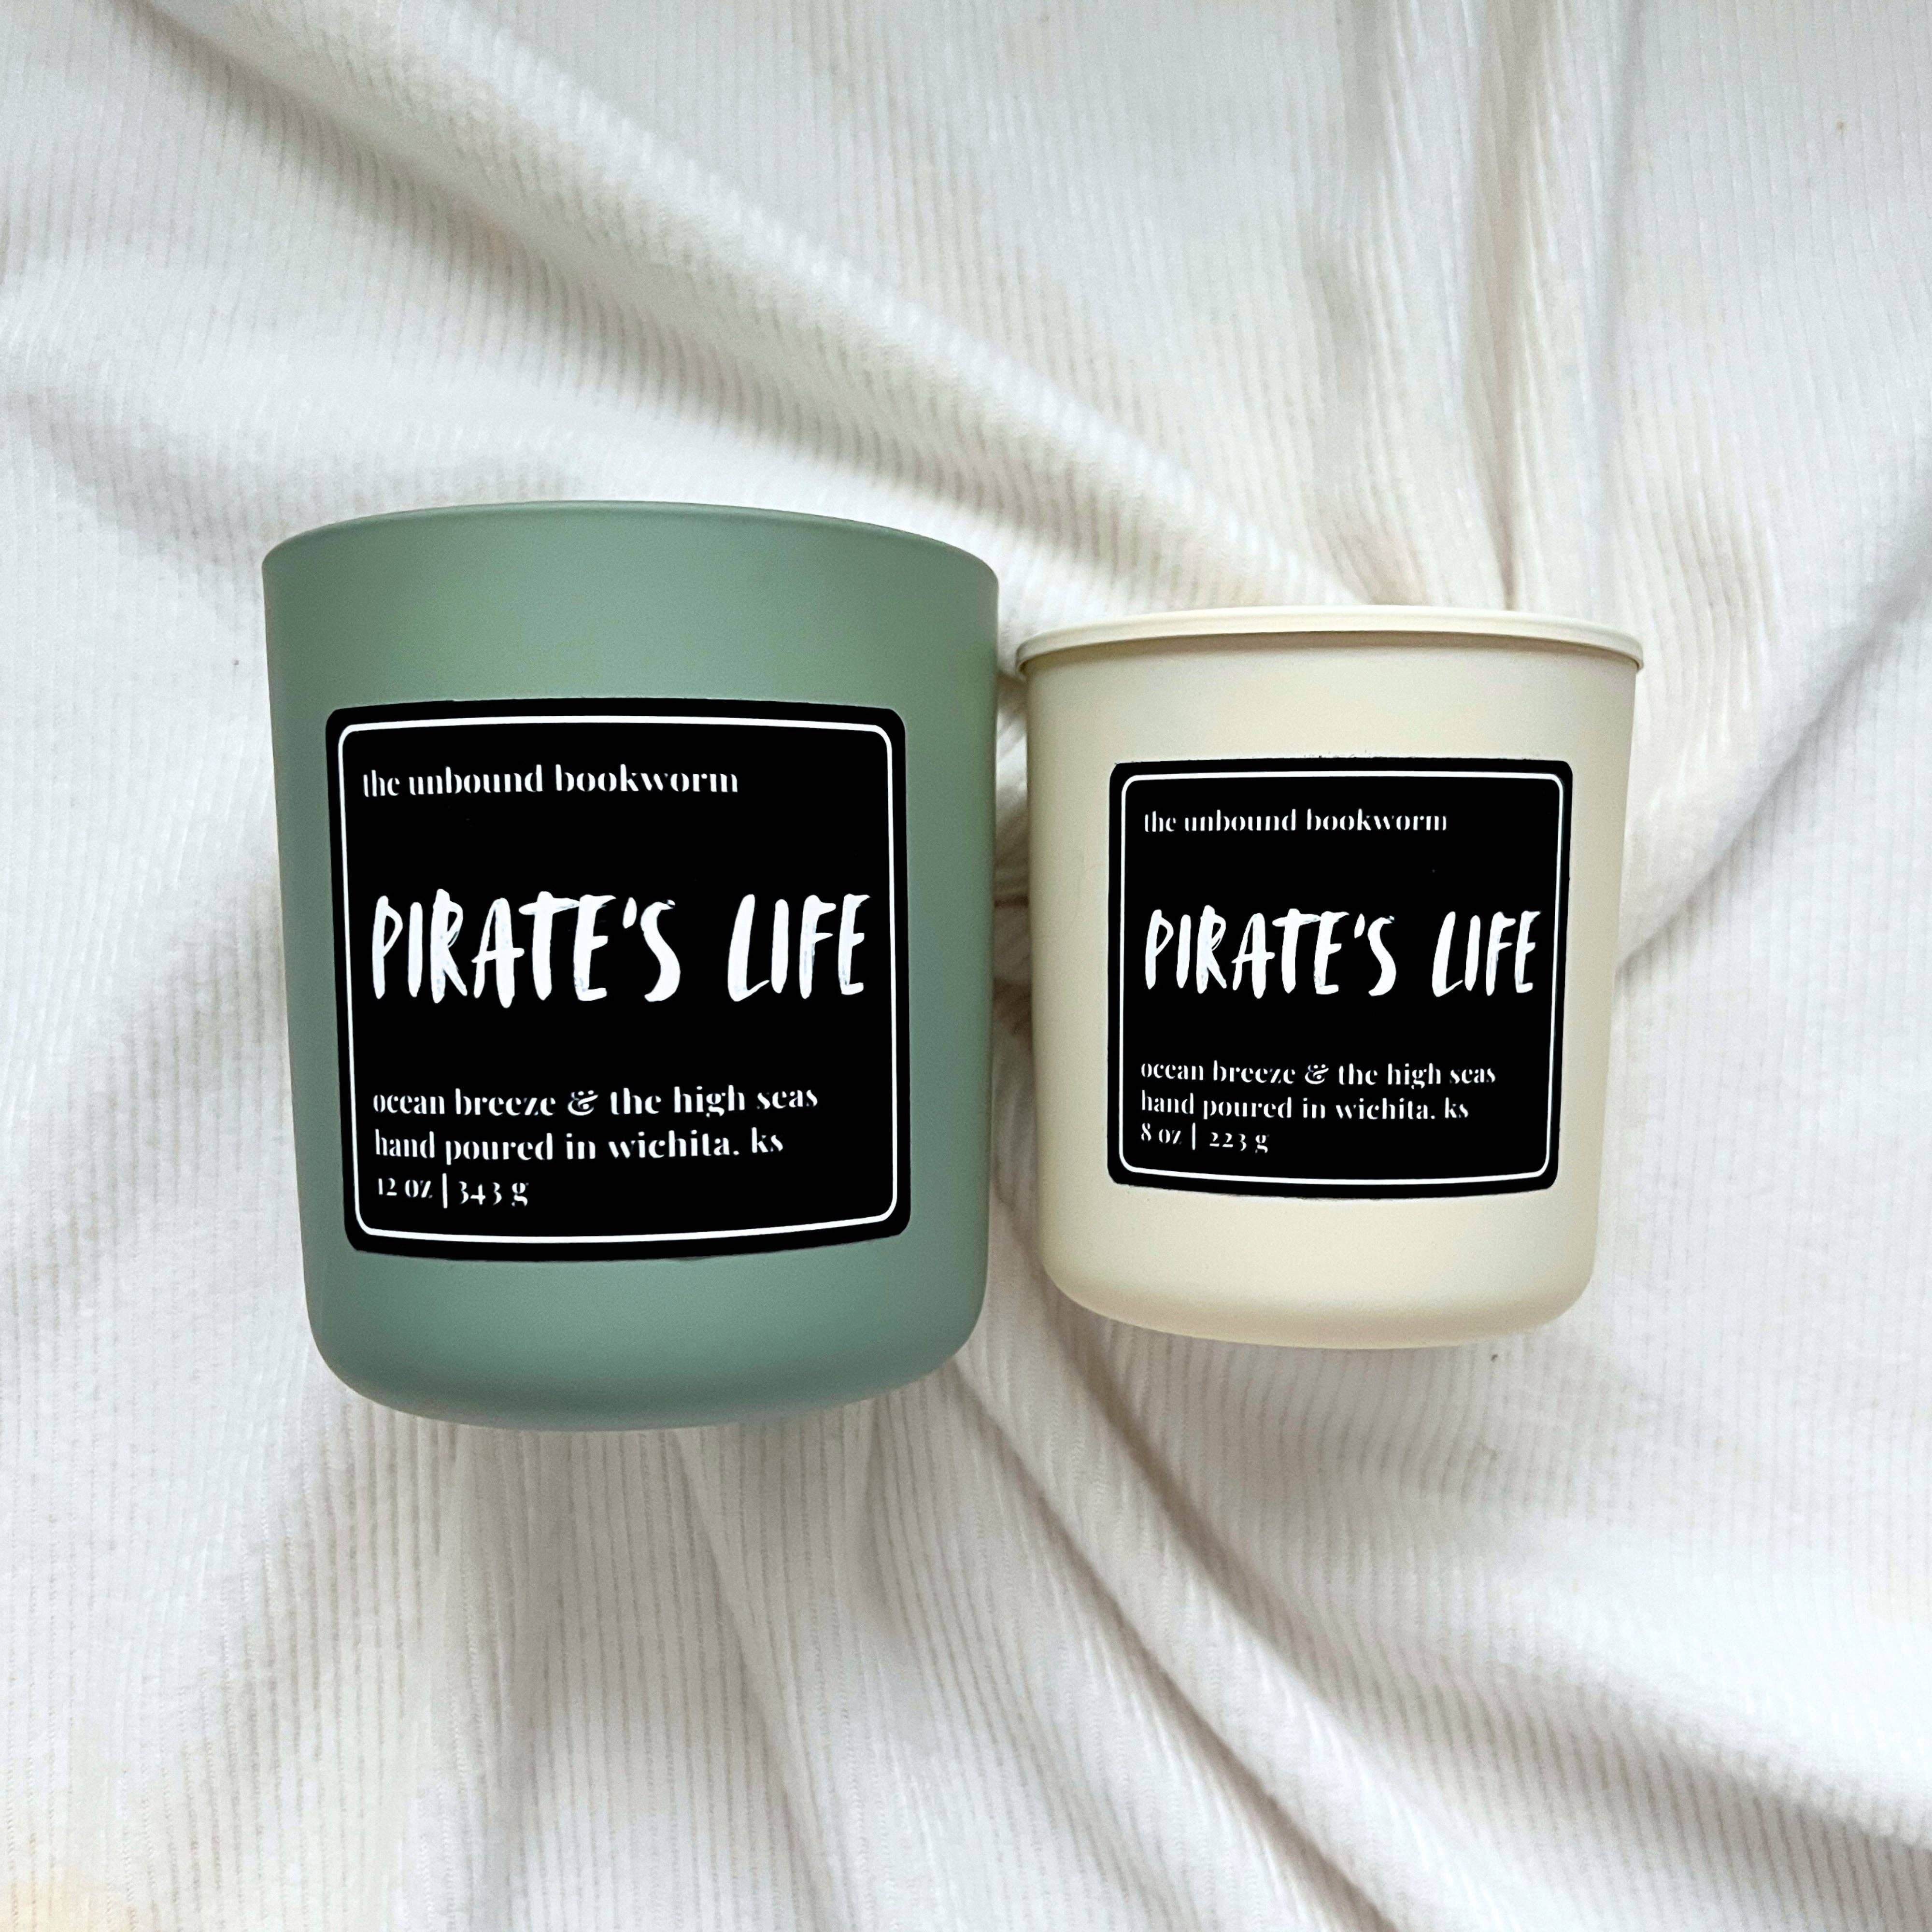 the unbound bookworm
PIRATE'S LIFE
ocean breeze & the high seas
hand poured in wichita, ks
12 oz | 343 g
the unbound bookworm
PIRATE'S LIFE
ocean breeze & the high seas
hand poured in wichita, ks
8 oz | 223 g